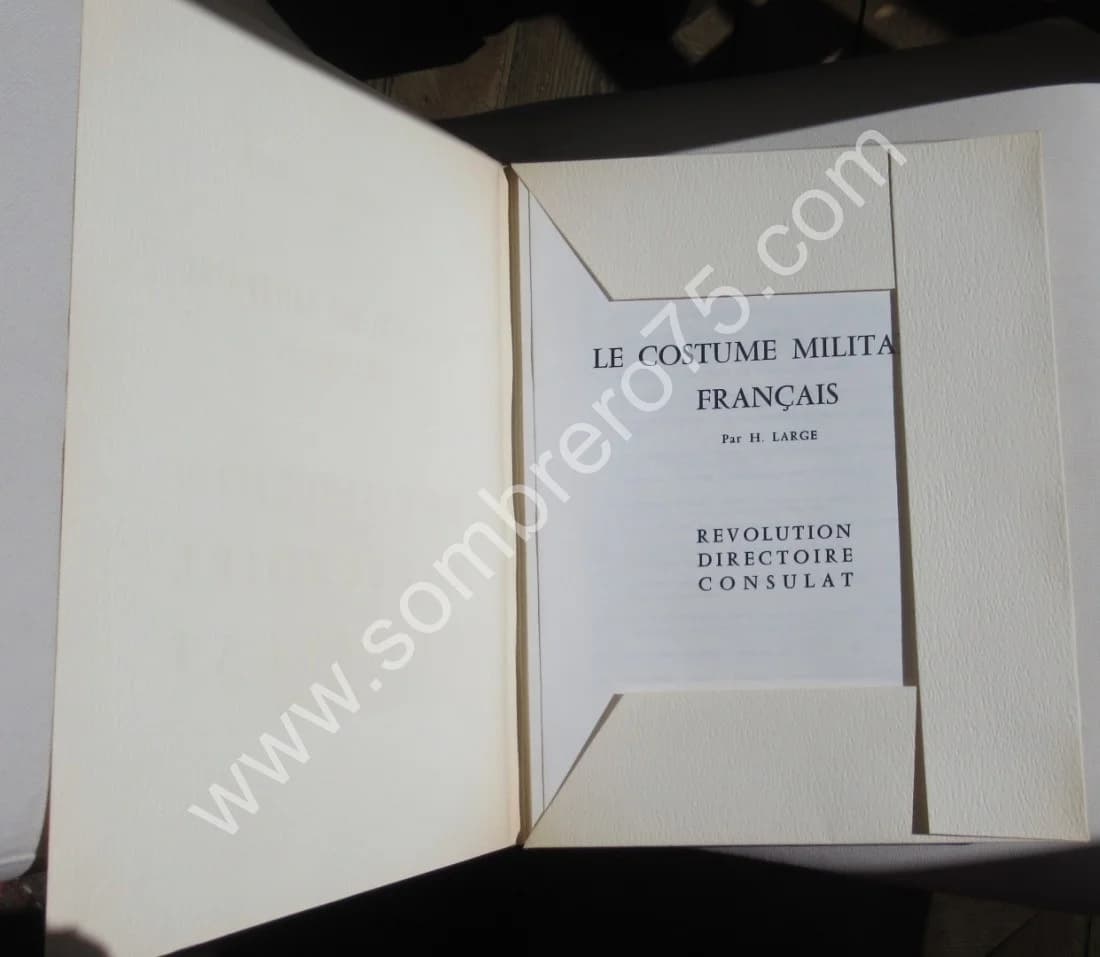 LE COSTUME MILITA
FRANÇAIS
Par H. LARGE
REVOLUTION
DIRECTOIRE
CONSULAT
www.sombrero75.com